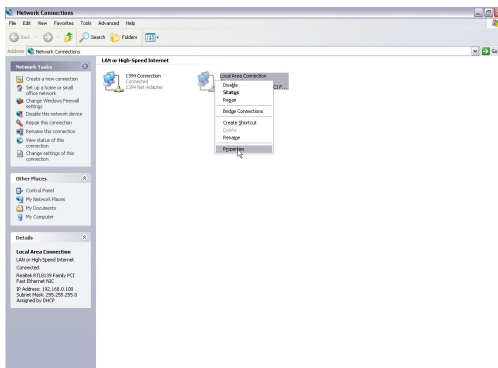 Network Connections
File Edit View Favorites Tools Advanced Help
Back Search Folders
Address Network Connections Go
LAN or High-Speed Internet
Network Tasks
Create a new connection
Set up a home or small
office network
Change Windows Firewall
settings
Disable this network device
Repair this connection
Rename this connection
View status of this
connection
Change settings of this
connection
Other Places
Control Panel
My Network Places
My Documents
My Computer
Details
Local Area Connection
LAN or High-Speed Internet
Connected
Realtek RTL8139 Family PCI
Fast Ethernet NIC
IP Address: 192.168.0.100
Subnet Mask: 255.255.255.0
Assigned by DHCP
1394 Connection
Connected
1394 Net Adapter
Local Area Connection
Disable
Status
Repair
Bridge Connections
Create Shortcut
Delete
Rename
Properties